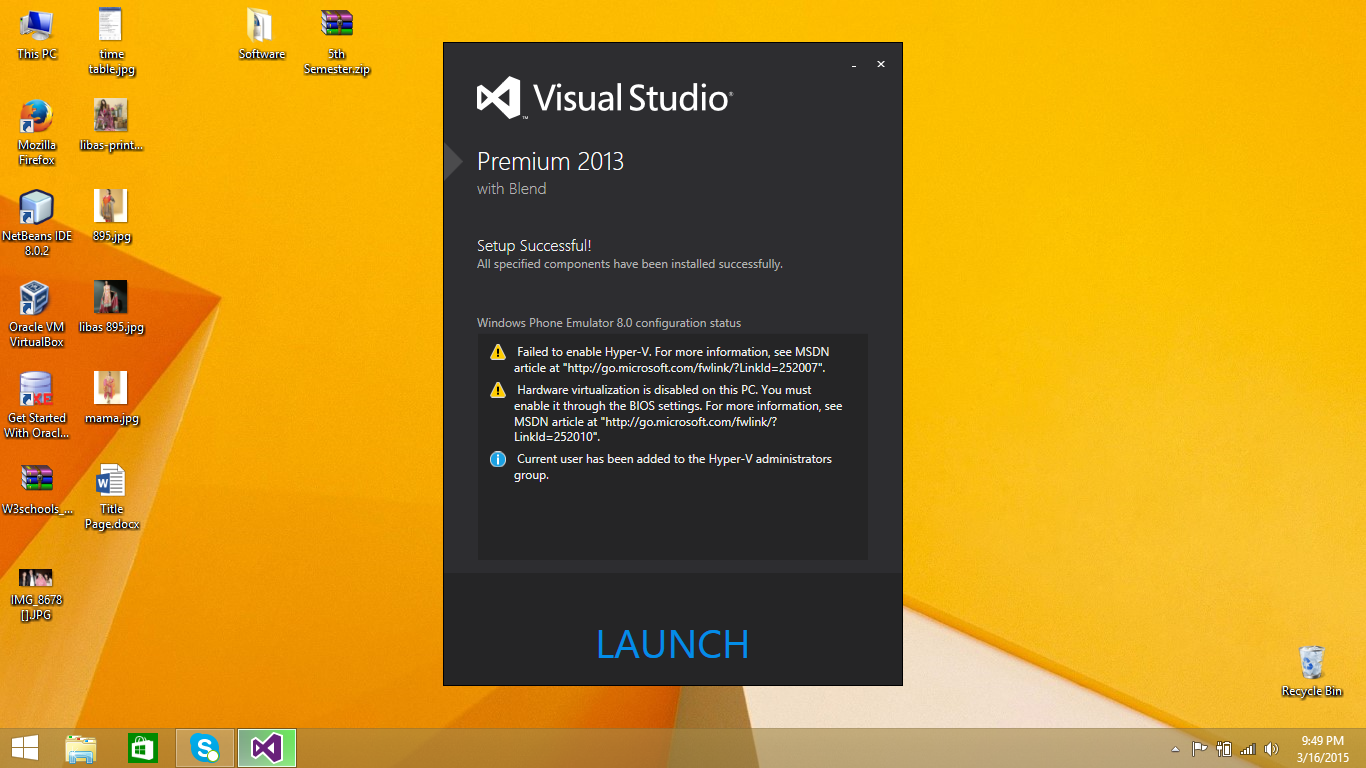 This PC
time
table.jpg
Software
5th
Semester.zip
Mozilla
Firefox
libas-print...
NetBeans IDE
8.0.2
895.jpg
Oracle VM
VirtualBox
libas 895.jpg
Get Started
With Oracl...
mama.jpg
W3schools_...
Title
Page.docx
IMG_8678
[].JPG
Visual Studio®
™
Premium 2013
with Blend
Setup Successful!
All specified components have been installed successfully.
Windows Phone Emulator 8.0 configuration status
Failed to enable Hyper-V. For more information, see MSDN
article at "http://go.microsoft.com/fwlink/?LinkId=252007".
Hardware virtualization is disabled on this PC. You must
enable it through the BIOS settings. For more information, see
MSDN article at "http://go.microsoft.com/fwlink/?
LinkId=252010".
Current user has been added to the Hyper-V administrators
group.
LAUNCH
Recycle Bin
9:49 PM
3/16/2015